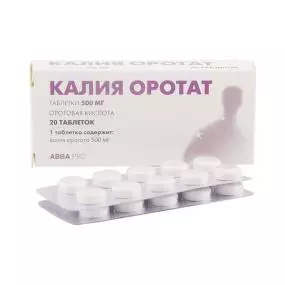 КАЛИЯ ОРОТАТ
ТАБЛЕТКИ 500 МГ
ОРОТОВАЯ КИСЛОТА
20 ТАБЛЕТОК
1 таблетка содержит:
калия оротата 500 мг
АВВА РУС